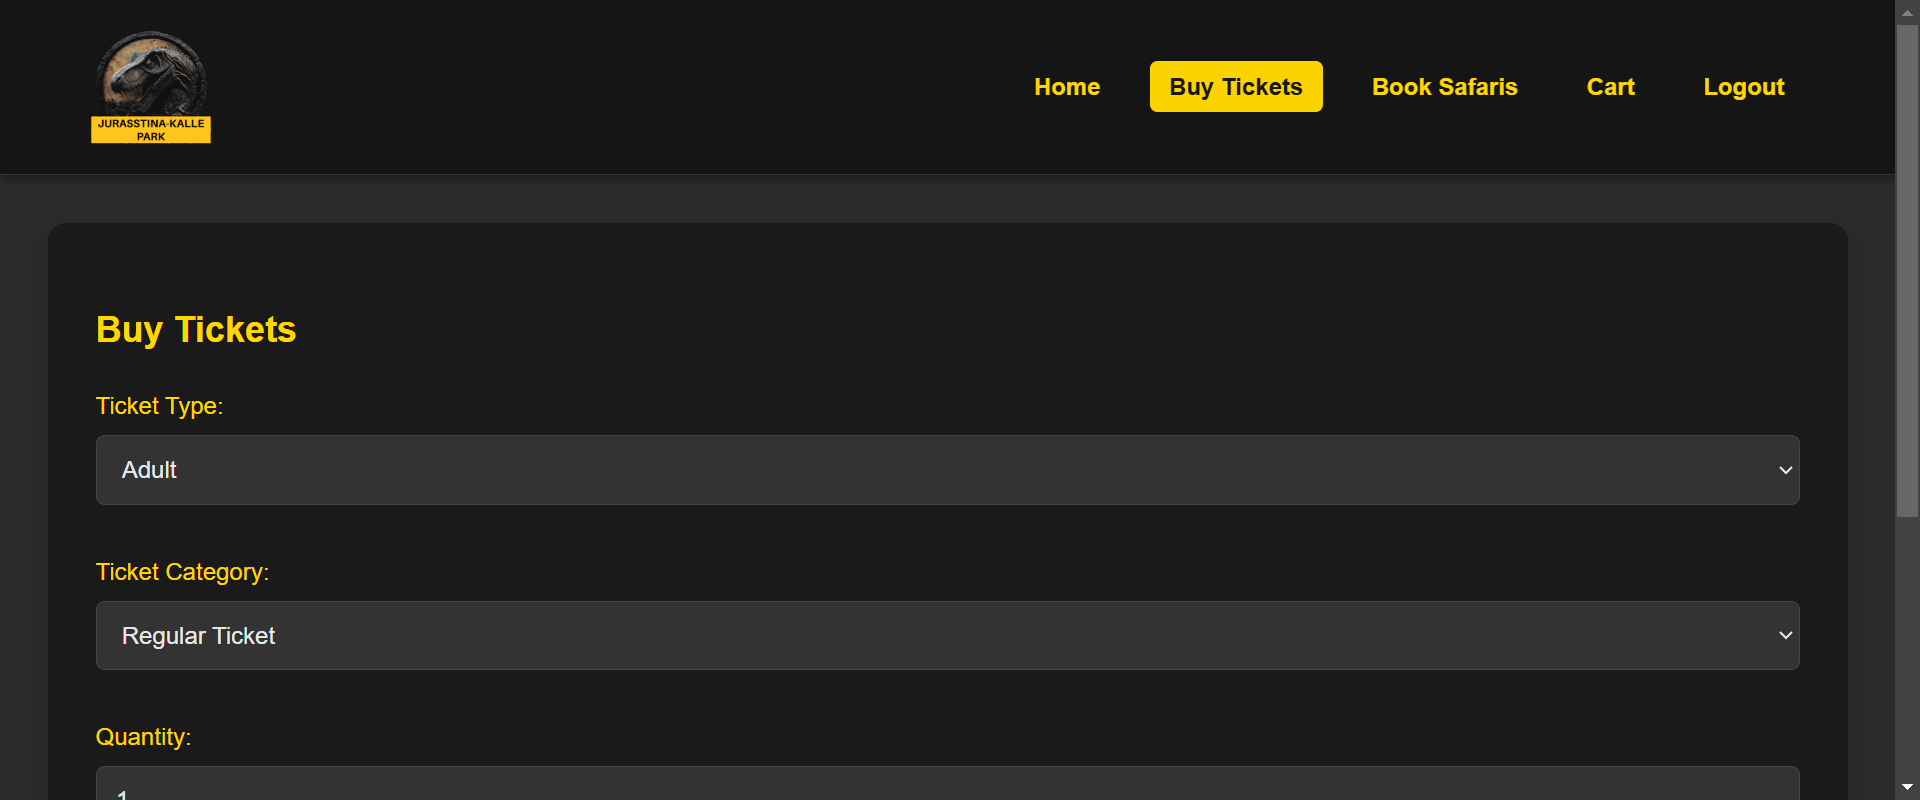 JURASSTINA-KALLE
PARK
Home
Buy Tickets
Book Safaris
Cart
Logout
Buy Tickets
Ticket Type:
Adult
Ticket Category:
Regular Ticket
Quantity:
1